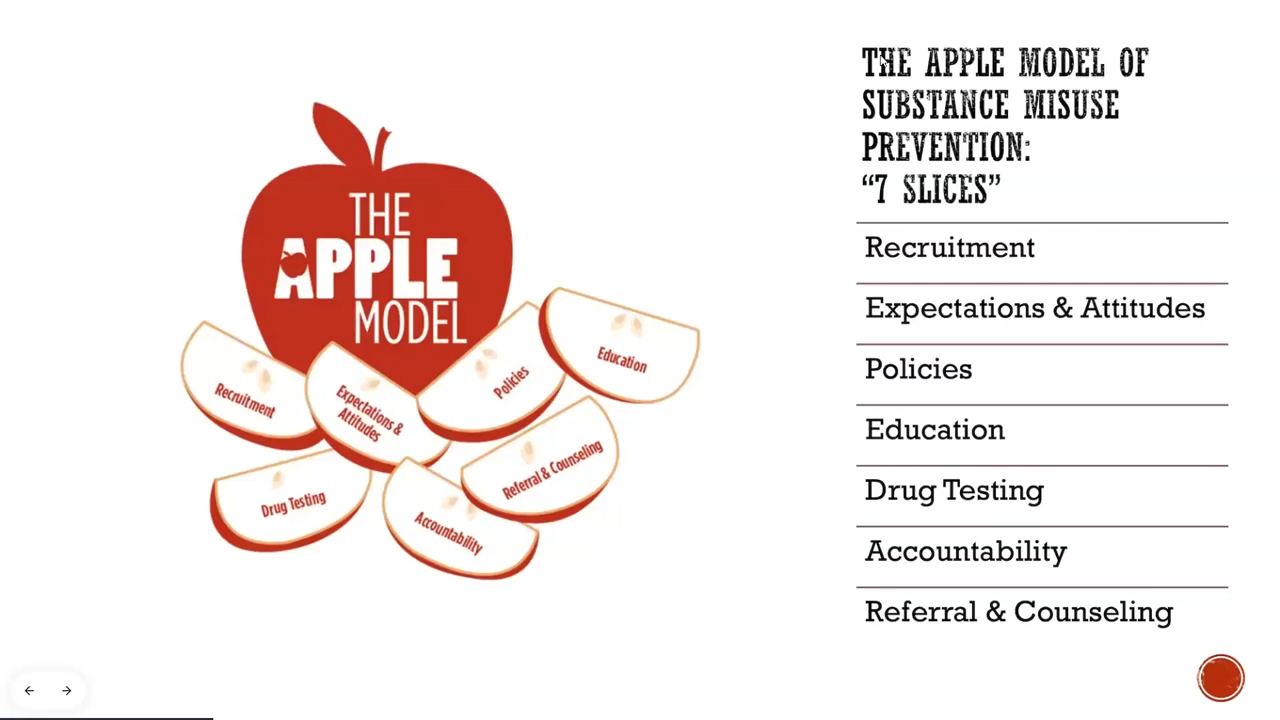 THE
APPLE
MODEL
Recruitment
Expectations &
Attitudes
Policies
Education
Drug Testing
Accountability
Referral & Counseling
THE APPLE MODEL OF
SUBSTANCE MISUSE
PREVENTION:
“7 SLICES”
Recruitment
Expectations & Attitudes
Policies
Education
Drug Testing
Accountability
Referral & Counseling